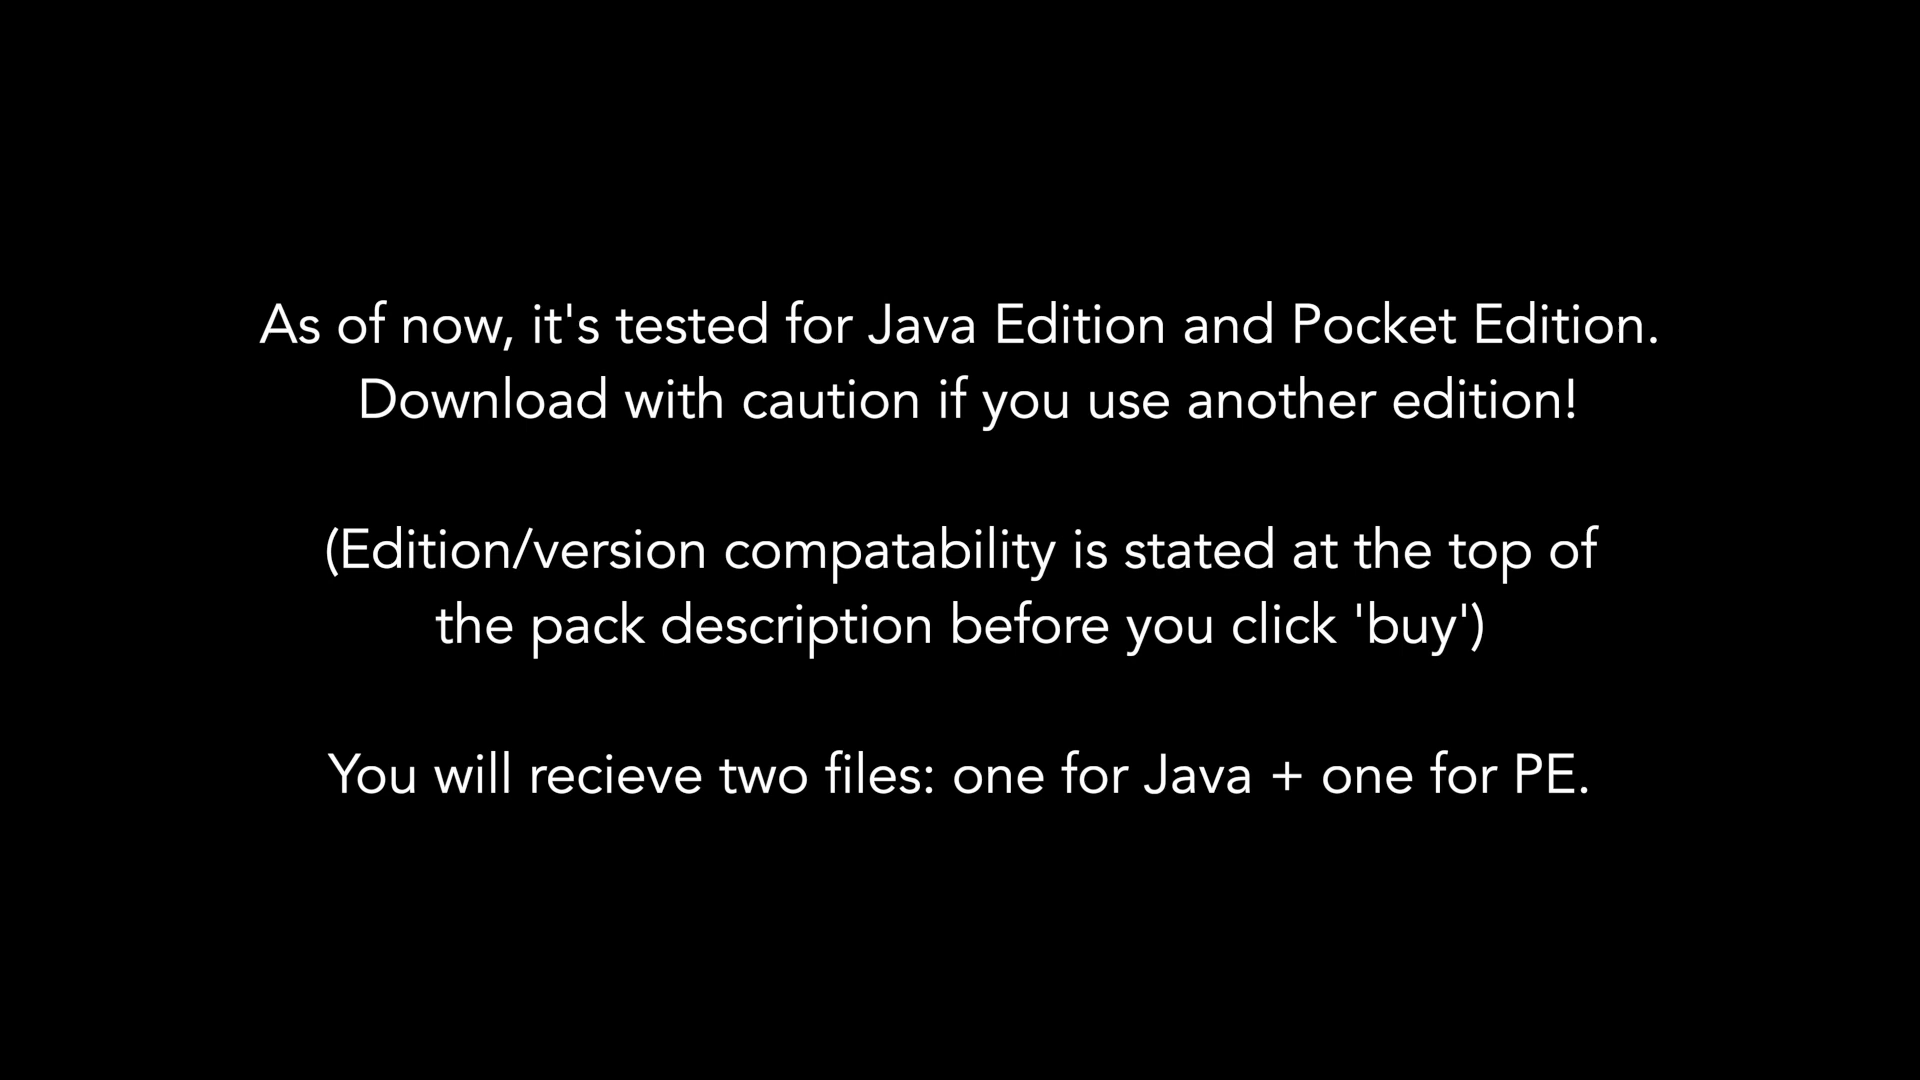 As of now, it's tested for Java Edition and Pocket Edition.
Download with caution if you use another edition!
(Edition/version compatability is stated at the top of
the pack description before you click 'buy')
You will recieve two files: one for Java + one for PE.